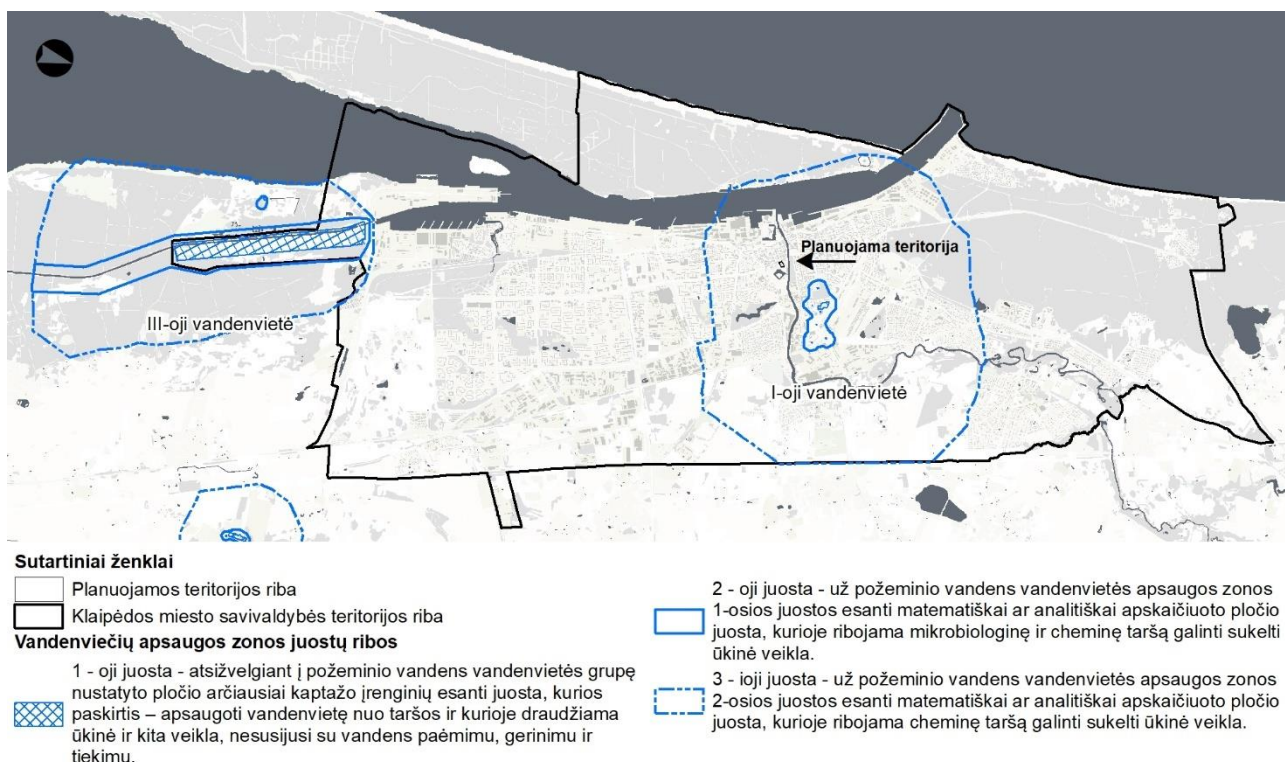 Planuojama teritorija
III-oji vandenvietė
I-oji vandenvietė
Sutartiniai ženklai
Planuojamos teritorijos riba
Klaipėdos miesto savivaldybės teritorijos riba
Vandenviečių apsaugos zonos juostų ribos
1 - oji juosta - atsižvelgiant į požeminio vandens vandenvietės grupę
nustatyto pločio arčiausiai kaptažo įrenginių esanti juosta, kurios
paskirtis – apsaugoti vandenvietę nuo taršos ir kurioje draudžiama
ūkinė ir kita veikla, nesusijusi su vandens paėmimu, gerinimu ir
tiekimu.
2 - oji juosta - už požeminio vandens vandenvietės apsaugos zonos
1-osios juostos esanti matematiškai ar analitiškai apskaičiuoto pločio
juosta, kurioje ribojama mikrobiologinę ir cheminę taršą galinti sukelti
ūkinė veikla.
3 - ioji juosta - už požeminio vandens vandenvietės apsaugos zonos
2-osios juostos esanti matematiškai ar analitiškai apskaičiuoto pločio
juosta, kurioje ribojama cheminę taršą galinti sukelti ūkinė veikla.